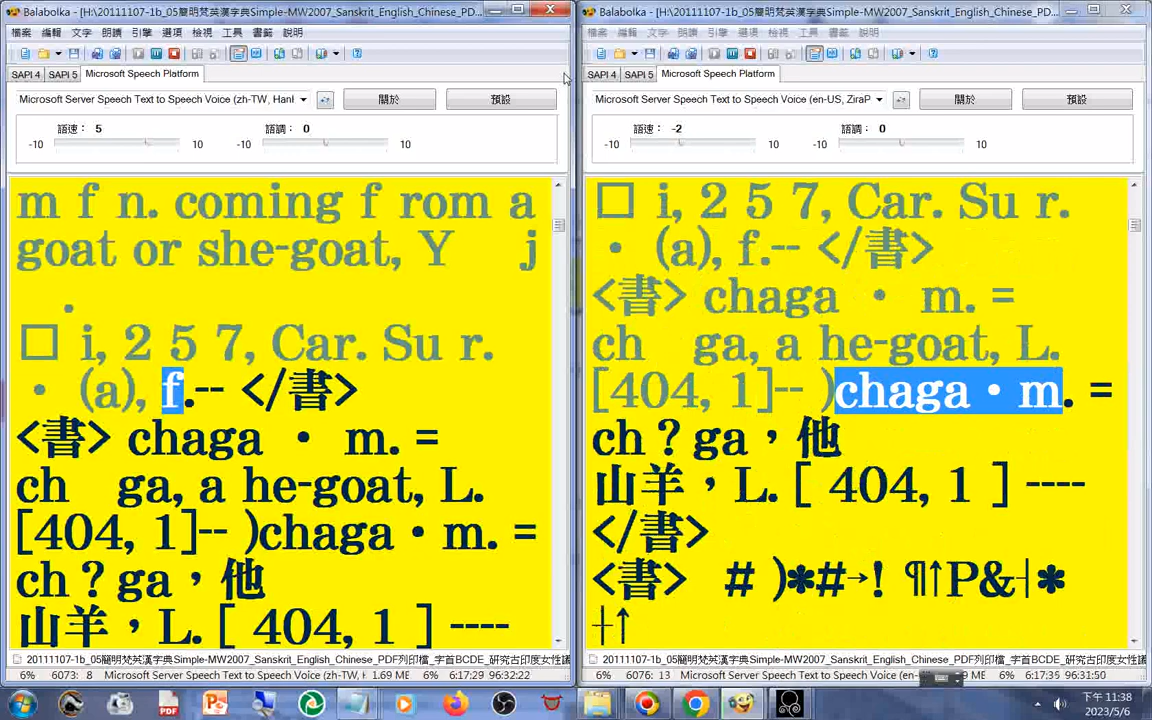 Balabolka - [H:\20111107-1b_05簡明梵英漢字典Simple-MW2007_Sanskrit_English_Chinese_PD...
檔案 編輯 文字 朗讀 引擎 選項 檢視 工具 書籤 說明
SAPI 4 SAPI 5 Microsoft Speech Platform
Microsoft Server Speech Text to Speech Voice (zh-TW, HanH 關於 預設
語速： 5 語調： 0
-10 10 -10 10
m f n. coming f rom a
goat or she-goat, Y j
.
□ i, 2 5 7, Car. Su r.
• (a), f.-- </書>
<書> chaga • m. =
ch ga, a he-goat, L.
[404, 1]-- )chaga • m. =
ch？ga，他
山羊，L. [ 404, 1 ] ----
20111107-1b_05簡明梵英漢字典Simple-MW2007_Sanskrit_English_Chinese_PDF列印檔_字首BCDE_研究古印度女性議
6% 6073: 8 Microsoft Server Speech Text to Speech Voice (zh-TW, H 1.69 ME 6% 6:17:29 96:32:22
Balabolka - [H:\20111107-1b_05簡明梵英漢字典Simple-MW2007_Sanskrit_English_Chinese_PD...
檔案 編輯 文字 朗讀 引擎 選項 檢視 工具 書籤 說明
SAPI 4 SAPI 5 Microsoft Speech Platform
Microsoft Server Speech Text to Speech Voice (en-US, ZiraP 關於 預設
語速： -2 語調： 0
-10 10 -10 10
□ i, 2 5 7, Car. Su r.
• (a), f.-- </書>
<書> chaga • m. =
ch ga, a he-goat, L.
[404, 1]-- )chaga • m. =
ch？ga，他
山羊，L. [ 404, 1 ] ----
</書>
<書> # )✱#→! ¶↑P&┤✱
┼↑
20111107-1b_05簡明梵英漢字典Simple-MW2007_Sanskrit_English_Chinese_PDF列印檔_字首BCDE_研究古印度女性議
6% 6076: 13 Microsoft Server Speech Text to Speech Voice ME 6% 6:17:35 96:31:50
下午 11:38
2023/5/6